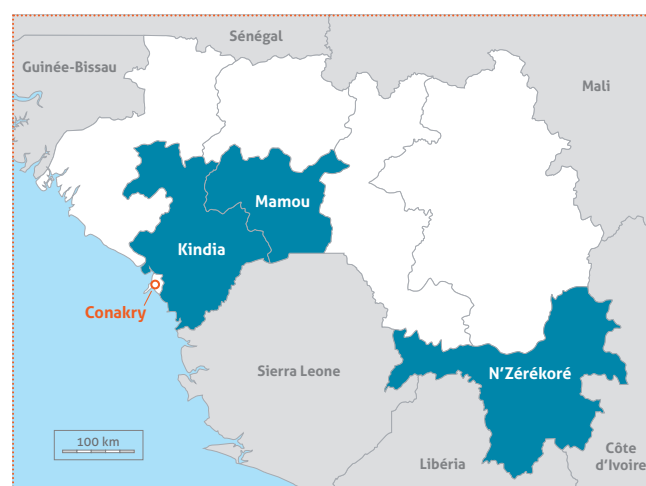 Sénégal
Guinée-Bissau
Mali
Mamou
Kindia
Conakry
Sierra Leone
N'Zérékoré
100 km
Libéria
Côte
d'Ivoire